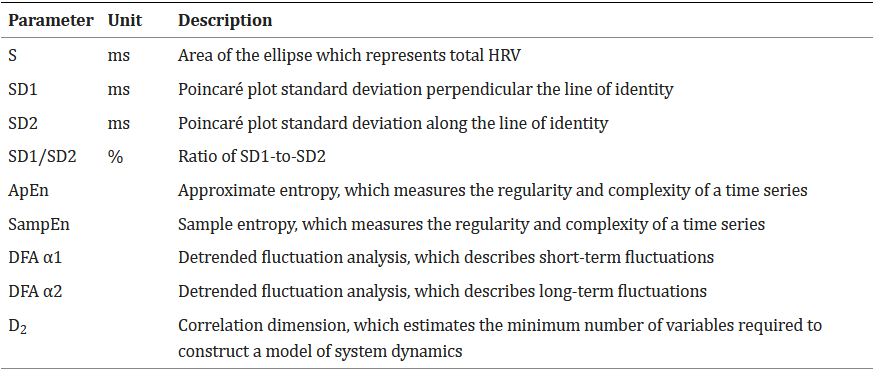 Parameter Unit Description
S ms Area of the ellipse which represents total HRV
SD1 ms Poincaré plot standard deviation perpendicular the line of identity
SD2 ms Poincaré plot standard deviation along the line of identity
SD1/SD2 % Ratio of SD1-to-SD2
ApEn Approximate entropy, which measures the regularity and complexity of a time series
SampEn Sample entropy, which measures the regularity and complexity of a time series
DFA α1 Detrended fluctuation analysis, which describes short-term fluctuations
DFA α2 Detrended fluctuation analysis, which describes long-term fluctuations
D₂ Correlation dimension, which estimates the minimum number of variables required to
construct a model of system dynamics